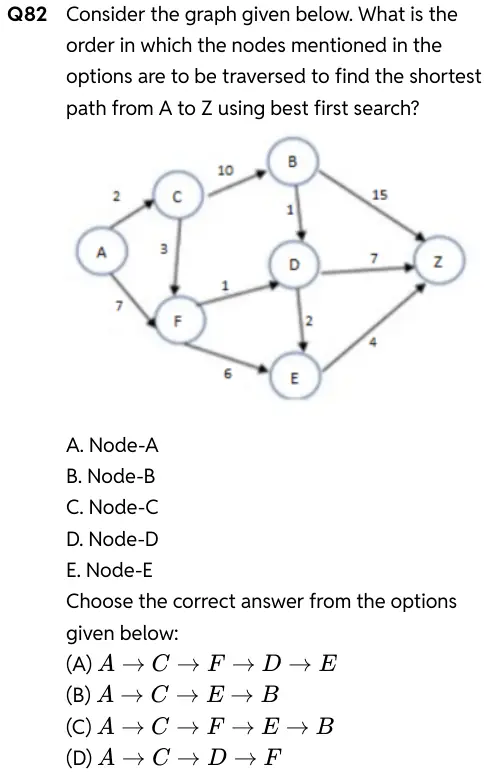 Q82 Consider the graph given below. What is the
order in which the nodes mentioned in the
options are to be traversed to find the shortest
path from A to Z using best first search?
B
10
2
C
15
1
A
3
D
7
Z
1
7
F
2
4
6
E
A. Node-A
B. Node-B
C. Node-C
D. Node-D
E. Node-E
Choose the correct answer from the options
given below:
(A) A → C → F → D → E
(B) A → C → E → B
(C) A → C → F → E → B
(D) A → C → D → F